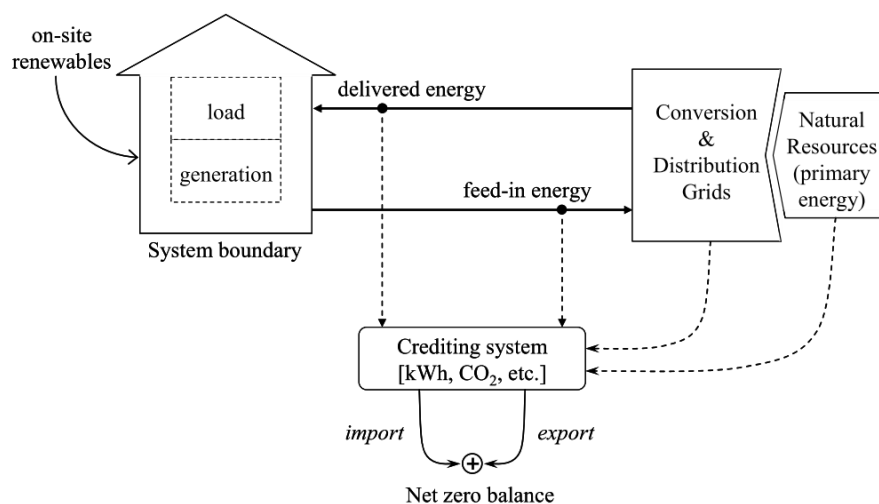 on-site
renewables
load
generation
System boundary
delivered energy
feed-in energy
Conversion
&
Distribution
Grids
Natural
Resources
(primary
energy)
Crediting system
[kWh, CO₂, etc.]
import
export
Net zero balance